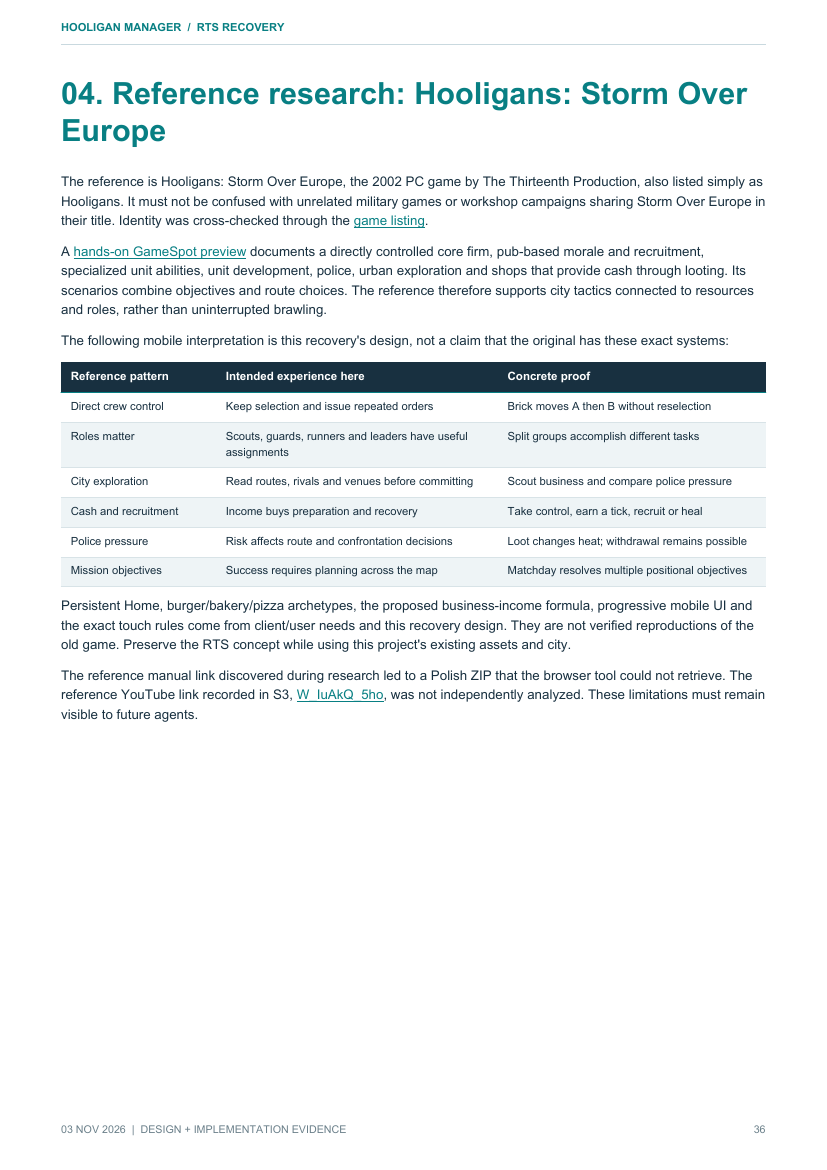 HOOLIGAN MANAGER / RTS RECOVERY
04. Reference research: Hooligans: Storm Over
Europe
The reference is Hooligans: Storm Over Europe, the 2002 PC game by The Thirteenth Production, also listed simply as
Hooligans. It must not be confused with unrelated military games or workshop campaigns sharing Storm Over Europe in
their title. Identity was cross-checked through the game listing.
A hands-on GameSpot preview documents a directly controlled core firm, pub-based morale and recruitment,
specialized unit abilities, unit development, police, urban exploration and shops that provide cash through looting. Its
scenarios combine objectives and route choices. The reference therefore supports city tactics connected to resources
and roles, rather than uninterrupted brawling.
The following mobile interpretation is this recovery's design, not a claim that the original has these exact systems:
Reference pattern Intended experience here Concrete proof
Direct crew control Keep selection and issue repeated orders Brick moves A then B without reselection
Roles matter Scouts, guards, runners and leaders have useful Split groups accomplish different tasks
assignments
City exploration Read routes, rivals and venues before committing Scout business and compare police pressure
Cash and recruitment Income buys preparation and recovery Take control, earn a tick, recruit or heal
Police pressure Risk affects route and confrontation decisions Loot changes heat; withdrawal remains possible
Mission objectives Success requires planning across the map Matchday resolves multiple positional objectives
Persistent Home, burger/bakery/pizza archetypes, the proposed business-income formula, progressive mobile UI and
the exact touch rules come from client/user needs and this recovery design. They are not verified reproductions of the
old game. Preserve the RTS concept while using this project's existing assets and city.
The reference manual link discovered during research led to a Polish ZIP that the browser tool could not retrieve. The
reference YouTube link recorded in S3, W_IuAkQ_5ho, was not independently analyzed. These limitations must remain
visible to future agents.
03 NOV 2026 | DESIGN + IMPLEMENTATION EVIDENCE 36